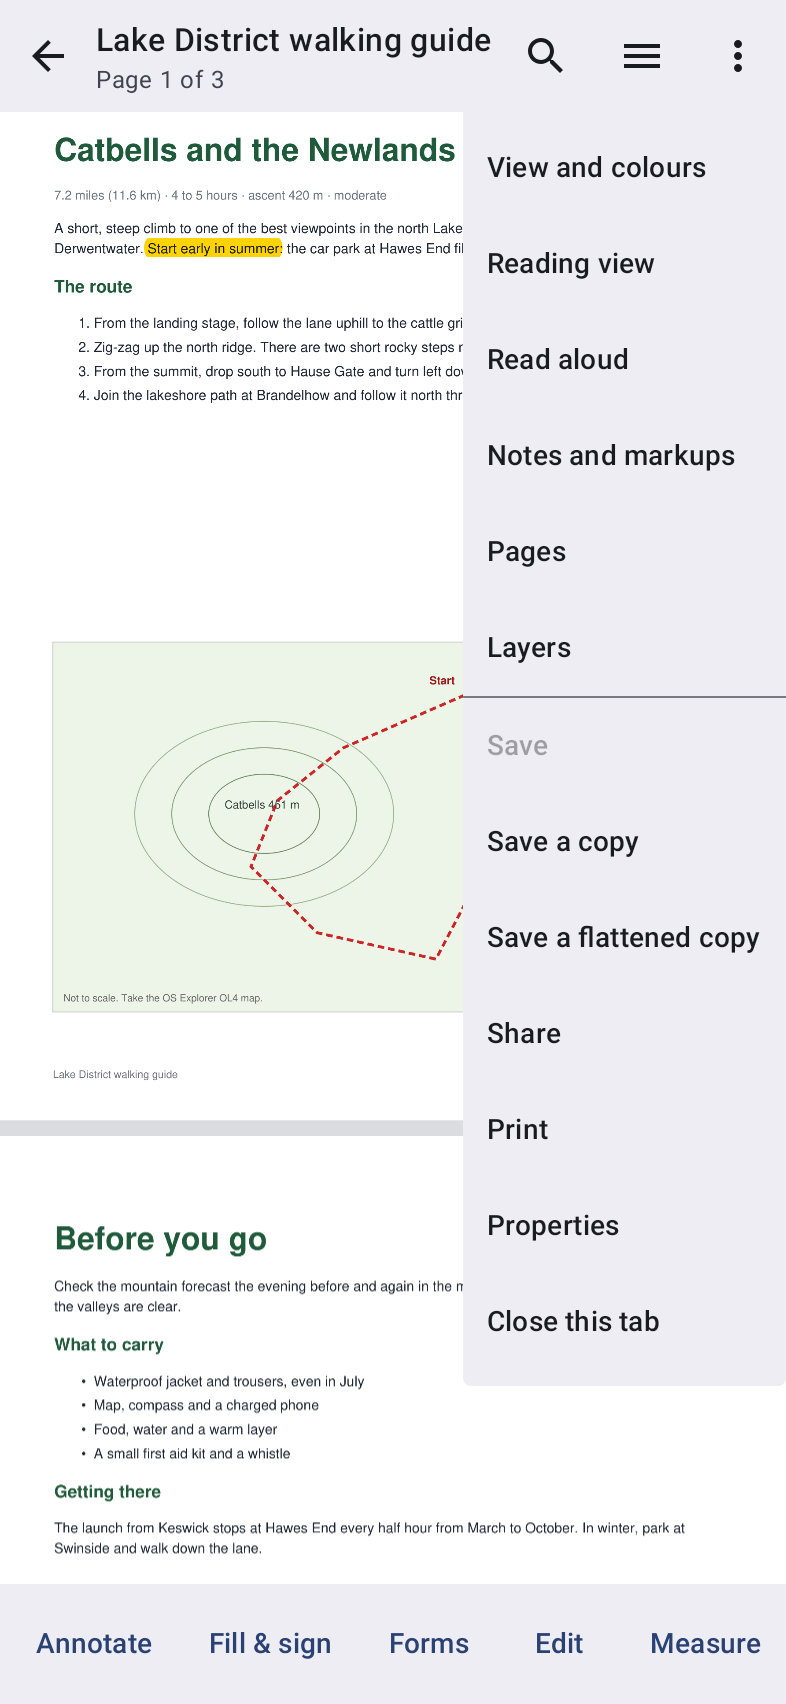 Lake District walking guide
Page 1 of 3
Catbells and the Newlands
7.2 miles (11.6 km) · 4 to 5 hours · ascent 420 m · moderate
A short, steep climb to one of the best viewpoints in the north Lake
Derwentwater. Start early in summer: the car park at Hawes End
The route
1. From the landing stage, follow the lane uphill to the cattle
2. Zig-zag up the north ridge. There are two short rocky steps
3. From the summit, drop south to Hause Gate and turn left
4. Join the lakeshore path at Brandelhow and follow it north
Start
Catbells 451 m
Not to scale. Take the OS Explorer OL4 map.
Lake District walking guide
Before you go
Check the mountain forecast the evening before and again in the
the valleys are clear.
What to carry
• Waterproof jacket and trousers, even in July
• Map, compass and a charged phone
• Food, water and a warm layer
• A small first aid kit and a whistle
Getting there
The launch from Keswick stops at Hawes End every half hour from March to October. In winter, park at
Swinside and walk down the lane.
View and colours
Reading view
Read aloud
Notes and markups
Pages
Layers
Save
Save a copy
Save a flattened copy
Share
Print
Properties
Close this tab
Annotate
Fill & sign
Forms
Edit
Measure